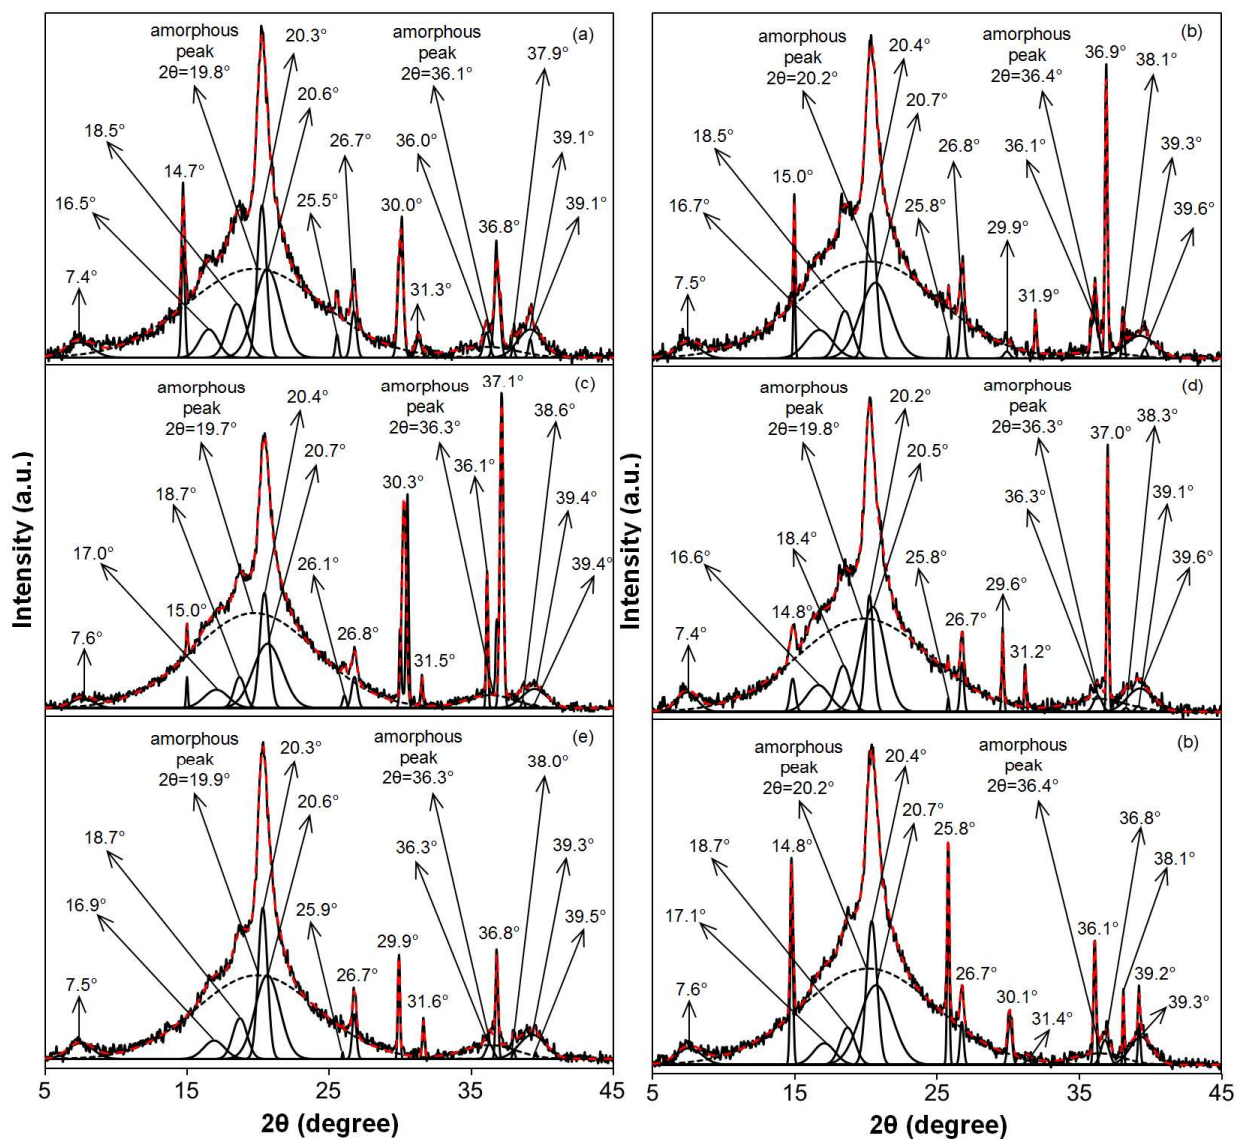 amorphous
peak
2θ=19.8°
20.3°
amorphous
peak
2θ=36.1°
(a)
37.9°
20.6°
18.5°
14.7°
26.7°
36.0°
39.1°
16.5°
25.5°
30.0°
36.8°
39.1°
7.4°
31.3°
amorphous
peak
2θ=20.2°
20.4°
amorphous
peak
2θ=36.4°
36.9°
(b)
38.1°
20.7°
18.5°
15.0°
26.8°
36.1°
39.3°
16.7°
25.8°
29.9°
39.6°
7.5°
31.9°
amorphous
peak
2θ=19.7°
20.4°
amorphous
peak
2θ=36.3°
37.1°
(c)
38.6°
20.7°
18.7°
30.3°
36.1°
39.4°
17.0°
15.0°
26.1°
39.4°
7.6°
26.8°
31.5°
amorphous
peak
2θ=19.8°
20.2°
amorphous
peak
2θ=36.3°
37.0°
(d)
38.3°
20.5°
18.4°
36.3°
39.1°
16.6°
14.8°
25.8°
29.6°
39.6°
7.4°
26.7°
31.2°
amorphous
peak
2θ=19.9°
20.3°
amorphous
peak
2θ=36.3°
(e)
38.0°
20.6°
18.7°
36.3°
39.3°
16.9°
25.9°
29.9°
36.8°
39.5°
7.5°
26.7°
31.6°
amorphous
peak
2θ=20.2°
20.4°
amorphous
peak
2θ=36.4°
(b)
36.8°
20.7°
25.8°
18.7°
14.8°
38.1°
17.1°
36.1°
7.6°
26.7°
30.1°
31.4°
39.2°
39.3°
Intensity (a.u.)
Intensity (a.u.)
5 15 25 35 45
2θ (degree)
5 15 25 35 45
2θ (degree)